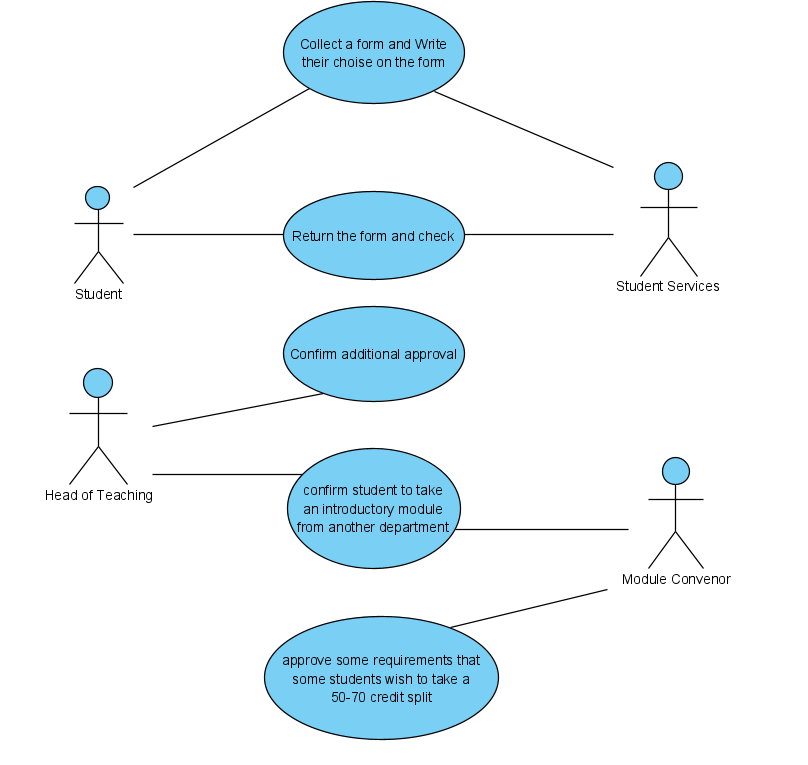 Collect a form and Write
their choise on the form
Return the form and check
Student Services
Student
Confirm additional approval
Head of Teaching
confirm student to take
an introductory module
from another department
Module Convenor
approve some requirements that
some students wish to take a
50-70 credit split